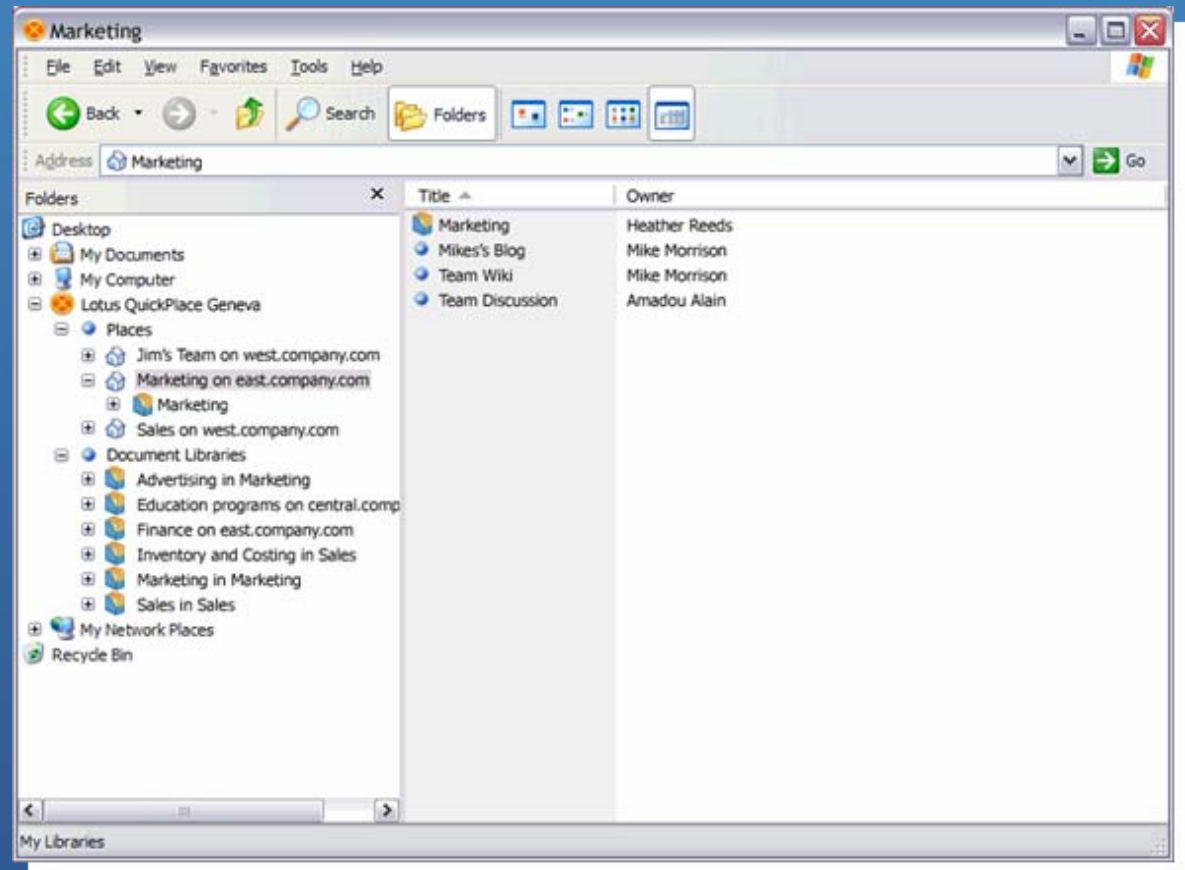 Marketing
File Edit View Favorites Tools Help
Back Search Folders
Address Marketing Go
Folders
Title Owner
Desktop
My Documents
My Computer
Lotus QuickPlace Geneva
Places
Jim's Team on west.company.com
Marketing on east.company.com
Marketing
Sales on west.company.com
Document Libraries
Advertising in Marketing
Education programs on central.comp
Finance on east.company.com
Inventory and Costing in Sales
Marketing in Marketing
Sales in Sales
My Network Places
Recycle Bin
Marketing Heather Reeds
Mikes's Blog Mike Morrison
Team Wiki Mike Morrison
Team Discussion Amadou Alain
My Libraries